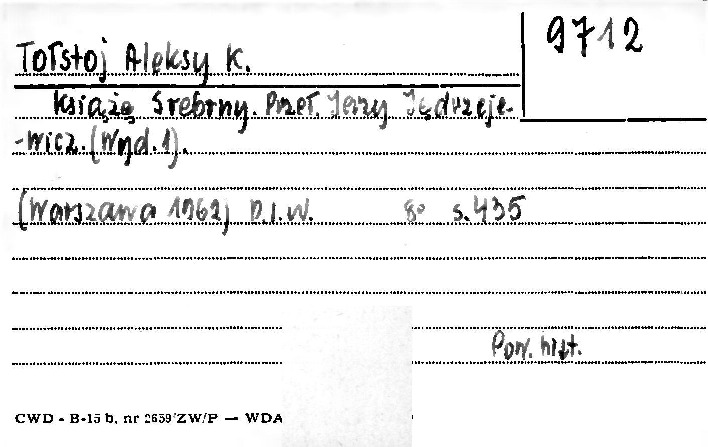 9712
Tołstoj Aleksy K.
Książę Srebrny. Przeł. Jerzy Jędrzeje-
-wicz. (Wyd. 1).
(Warszawa 1962) P.I.W. 8° s. 435
Pow. hist.
CWD - B-15 b, nr 2659/ZW/P — WDA